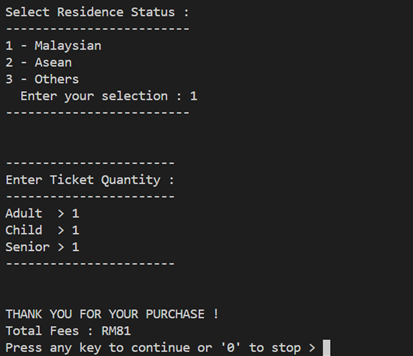 Select Residence Status :
-------------------------
1 - Malaysian
2 - Asean
3 - Others
  Enter your selection : 1
-------------------------
-----------------------
Enter Ticket Quantity :
-----------------------
Adult  > 1
Child  > 1
Senior > 1
-----------------------
THANK YOU FOR YOUR PURCHASE !
Total Fees : RM81
Press any key to continue or '0' to stop >